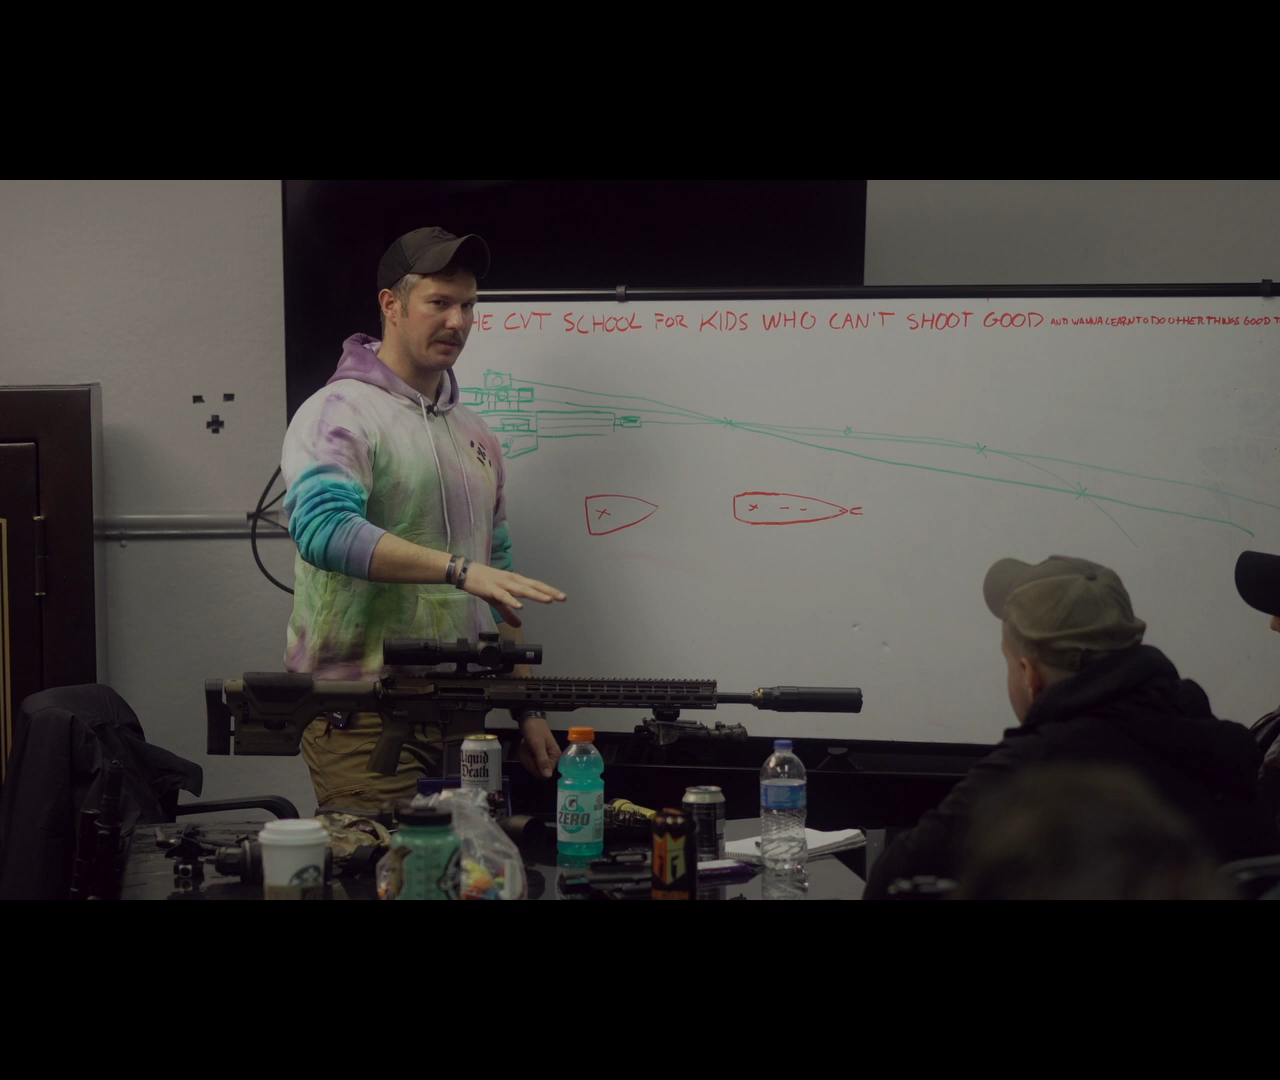 HE CVT SCHOOL FOR KIDS WHO CAN'T SHOOT GOOD AND WANNA LEARN TO DO OTHER THINGS GOOD T
Liquid
Death
G
ZERO